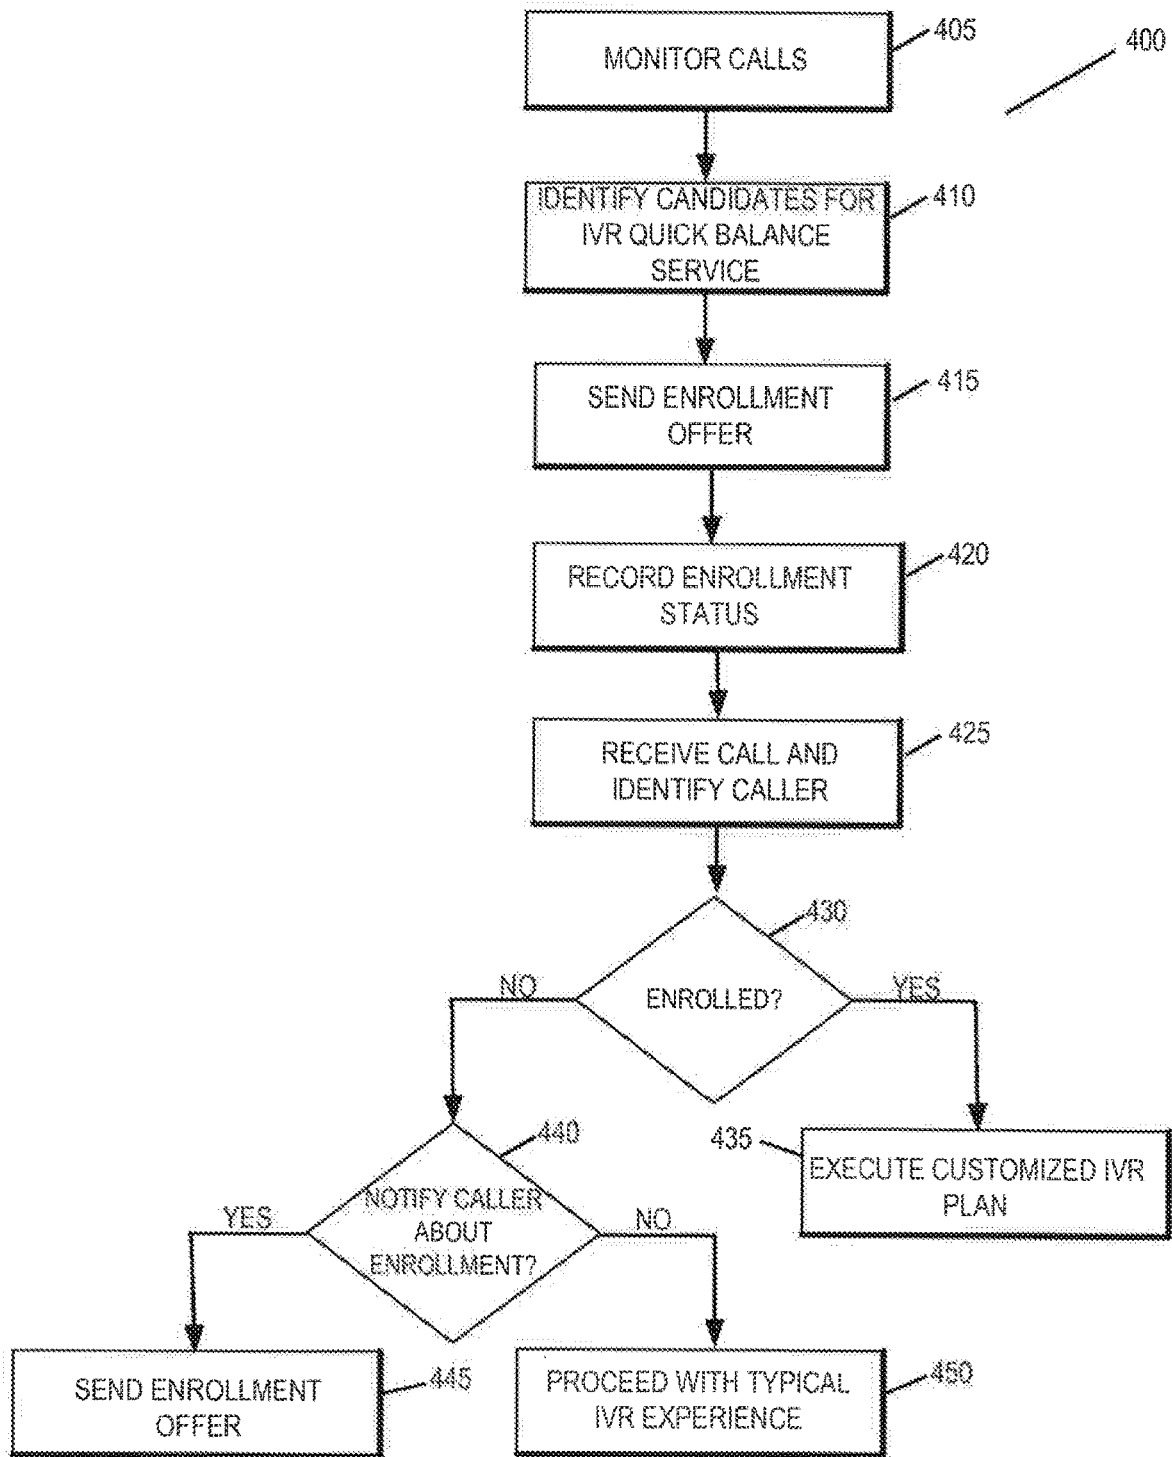 MONITOR CALLS
405
400
IDENTIFY CANDIDATES FOR
IVR QUICK BALANCE
SERVICE
410
SEND ENROLLMENT
OFFER
415
RECORD ENROLLMENT
STATUS
420
RECEIVE CALL AND
IDENTIFY CALLER
425
430
NO
ENROLLED?
YES
440
435
EXECUTE CUSTOMIZED IVR
PLAN
YES
NOTIFY CALLER
ABOUT
ENROLLMENT?
NO
SEND ENROLLMENT
OFFER
445
PROCEED WITH TYPICAL
IVR EXPERIENCE
450